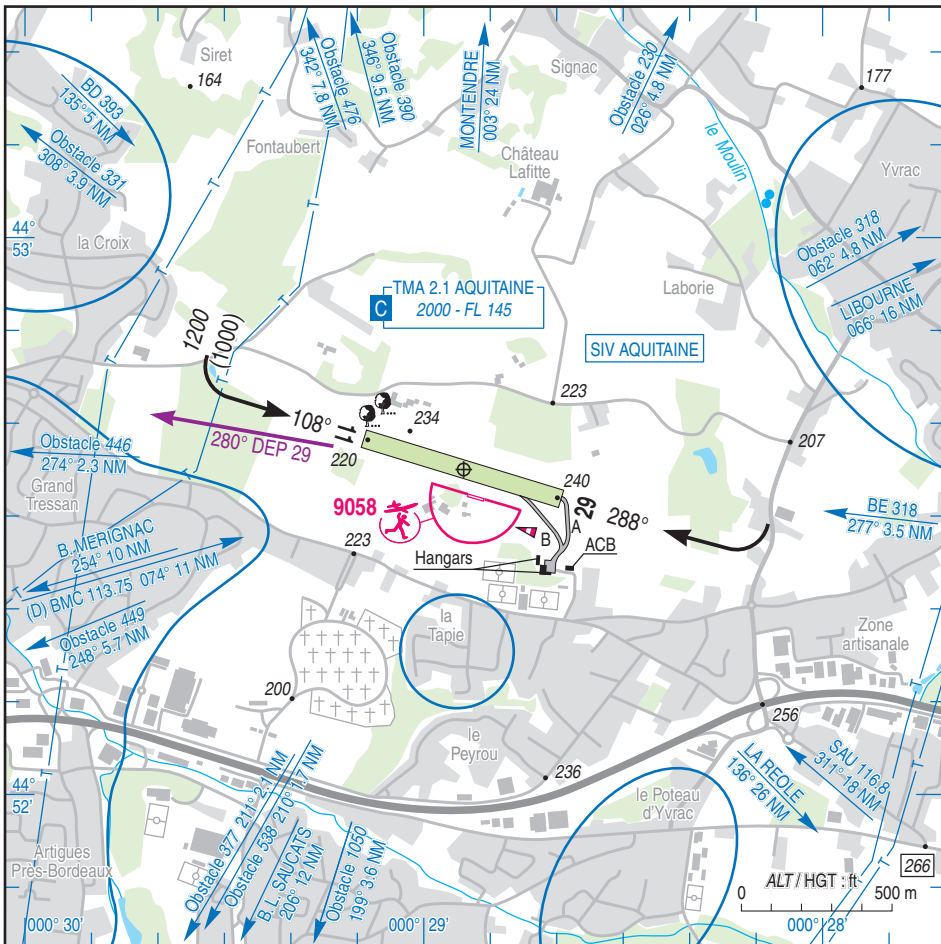 Siret
164
BD 393
135° 5 NM
Obstacle 331
308° 3.9 NM
Obstacle 476
342° 7.8 NM
Obstacle 390
346° 9.5 NM
MONTENDRE
003° 24 NM
Signac
Obstacle 230
026° 4.8 NM
177
le Moulin
Yvrac
Fontaubert
Château
Lafitte
44°
53'
la Croix
Obstacle 318
062° 4.8 NM
LIBOURNE
066° 16 NM
Laborie
C
TMA 2.1 AQUITAINE
2000 - FL 145
SIV AQUITAINE
1200
(1000)
108°
280° DEP 29
11
220
234
223
207
240
29
288°
Obstacle 446
274° 2.3 NM
Grand
Tressan
9058
A
B
ACB
Hangars
BE 318
277° 3.5 NM
B. MERIGNAC
254° 10 NM
(D) BMC 113.75 074° 11 NM
223
Obstacle 449
248° 5.7 NM
la
Tapie
Zone
artisanale
200
256
le
Peyrou
236
LA REOLE
136° 26 NM
SAU 116.8
311° 18 NM
44°
52'
le Poteau
d'Yvrac
Artigues
Près-Bordeaux
Obstacle 377 211° 2.1 NM
Obstacle 538 210° 1.7 NM
B.L. SAUCATS
206° 12 NM
Obstacle 1050
199° 3.6 NM
266
ALT / HGT : ft
0 500 m
000° 30'
000° 29'
000° 28'
T
T
T
T
T
T
T
T
T
T
T
T